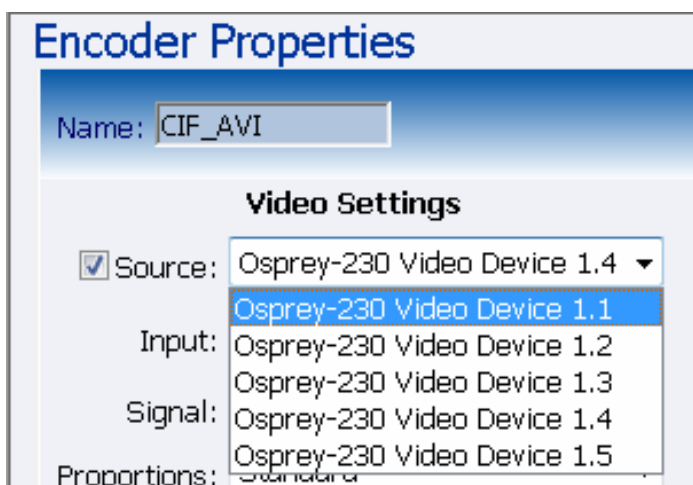 Encoder Properties
Name: CIF_AVI
Video Settings
Source: Osprey-230 Video Device 1.4
Osprey-230 Video Device 1.1
Input: Osprey-230 Video Device 1.2
Osprey-230 Video Device 1.3
Signal: Osprey-230 Video Device 1.4
Osprey-230 Video Device 1.5
Proportions: Standard